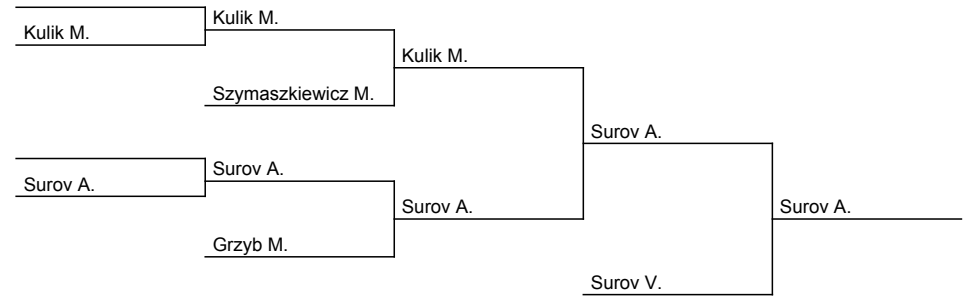 Kulik M.
Kulik M.
Kulik M.
Szymaszkiewicz M.
Surov A.
Surov A.
Surov A.
Surov A.
Surov A.
Grzyb M.
Surov V.